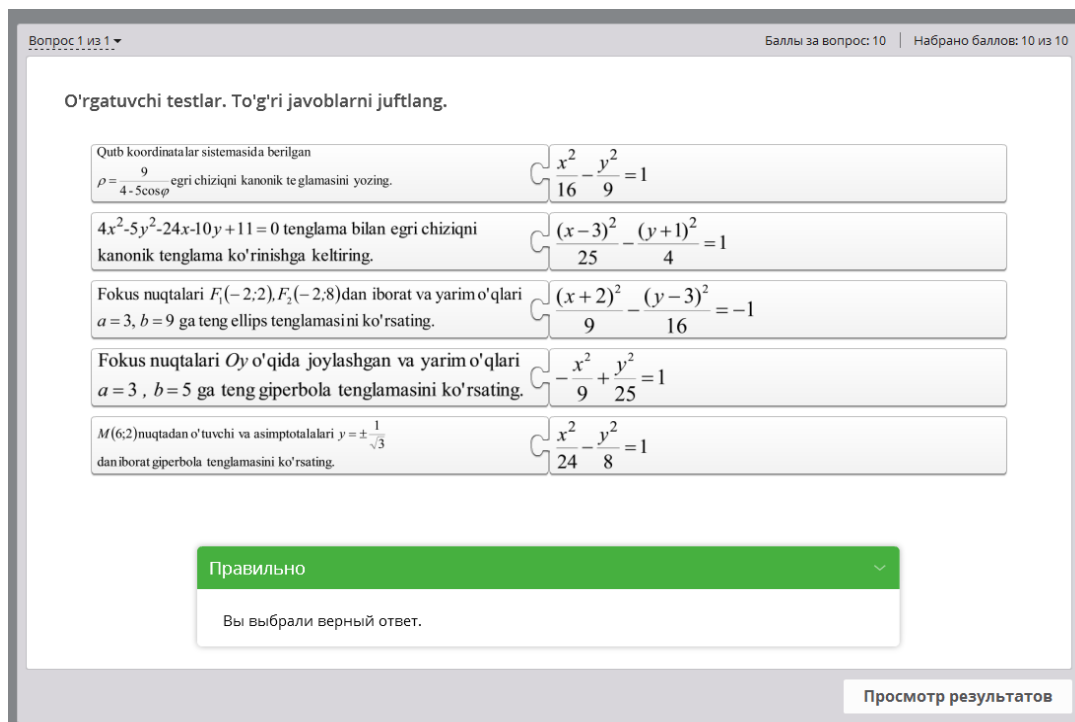 Вопрос 1 из 1
Баллы за вопрос: 10 | Набрано баллов: 10 из 10
O'rgatuvchi testlar. To'g'ri javoblarni juftlang.
Qutb koordinatalar sistemasida berilgan
ρ = 9/(4 - 5cosφ) egri chiziqni kanonik te glamasini yozing.
x²/16 − y²/9 = 1
4x²-5y²-24x-10y+11 = 0 tenglama bilan egri chiziqni
kanonik tenglama ko'rinishga keltiring.
(x−3)²/25 − (y+1)²/4 = 1
Fokus nuqtalari F₁(−2;2), F₂(−2;8)dan iborat va yarim o'qlari
a = 3, b = 9 ga teng ellips tenglamasini ko'rsating.
(x+2)²/9 − (y−3)²/16 = −1
Fokus nuqtalari Oy o'qida joylashgan va yarim o'qlari
a = 3 , b = 5 ga teng giperbola tenglamasini ko'rsating.
−x²/9 + y²/25 = 1
M(6;2)nuqtadan o'tuvchi va asimptotalalari y = ± 1/√3
dan iborat giperbola tenglamasini ko'rsating.
x²/24 − y²/8 = 1
Правильно
Вы выбрали верный ответ.
Просмотр результатов